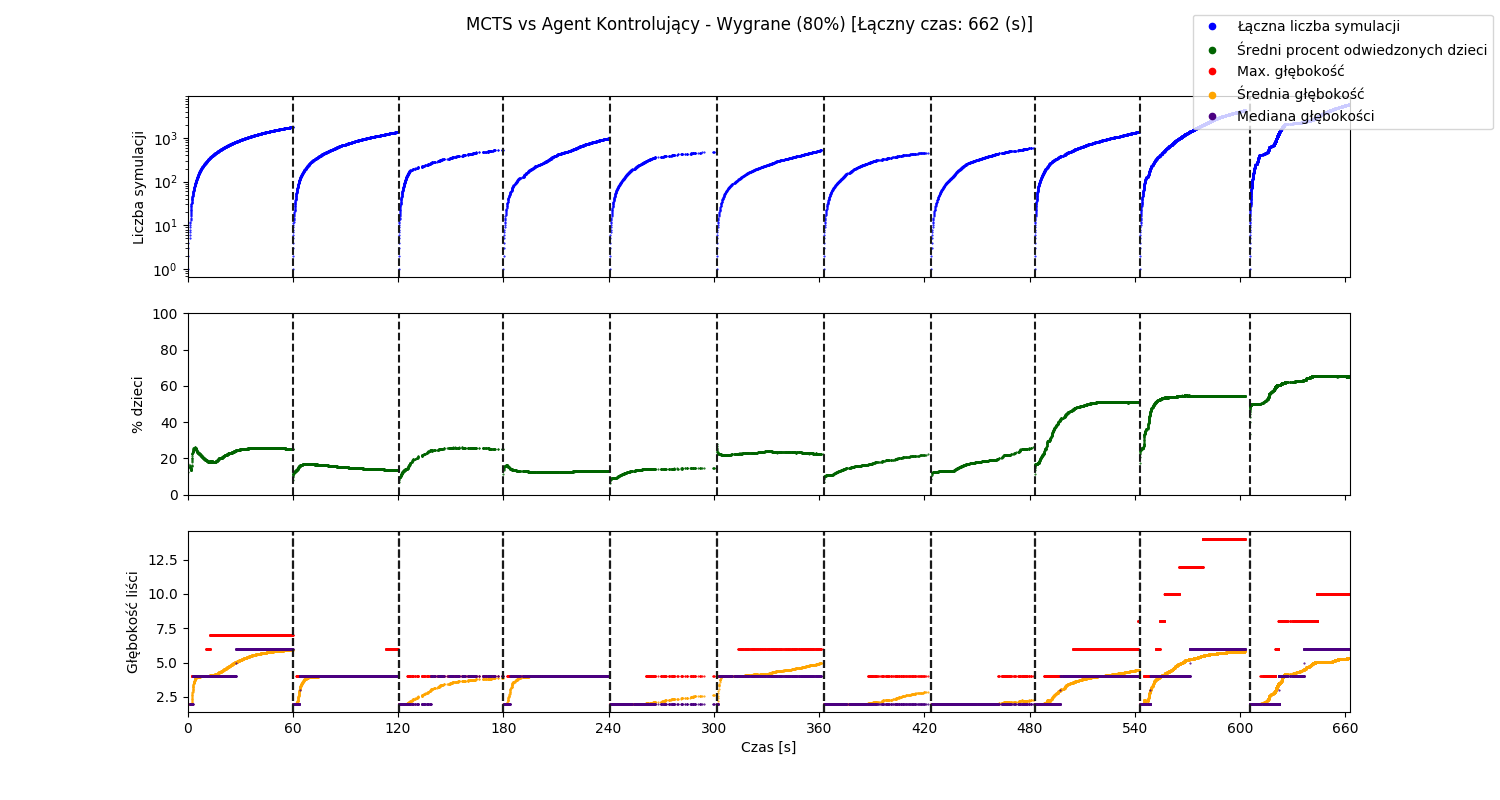 MCTS vs Agent Kontrolujący - Wygrane (80%) [Łączny czas: 662 (s)]
Łączna liczba symulacji
Średni procent odwiedzonych dzieci
Max. głębokość
Średnia głębokość
Mediana głębokości
Liczba symulacji
10³
10²
10¹
10⁰
% dzieci
100
80
60
40
20
0
Głębokość liści
12.5
10.0
7.5
5.0
2.5
0 60 120 180 240 300 360 420 480 540 600 660
Czas [s]